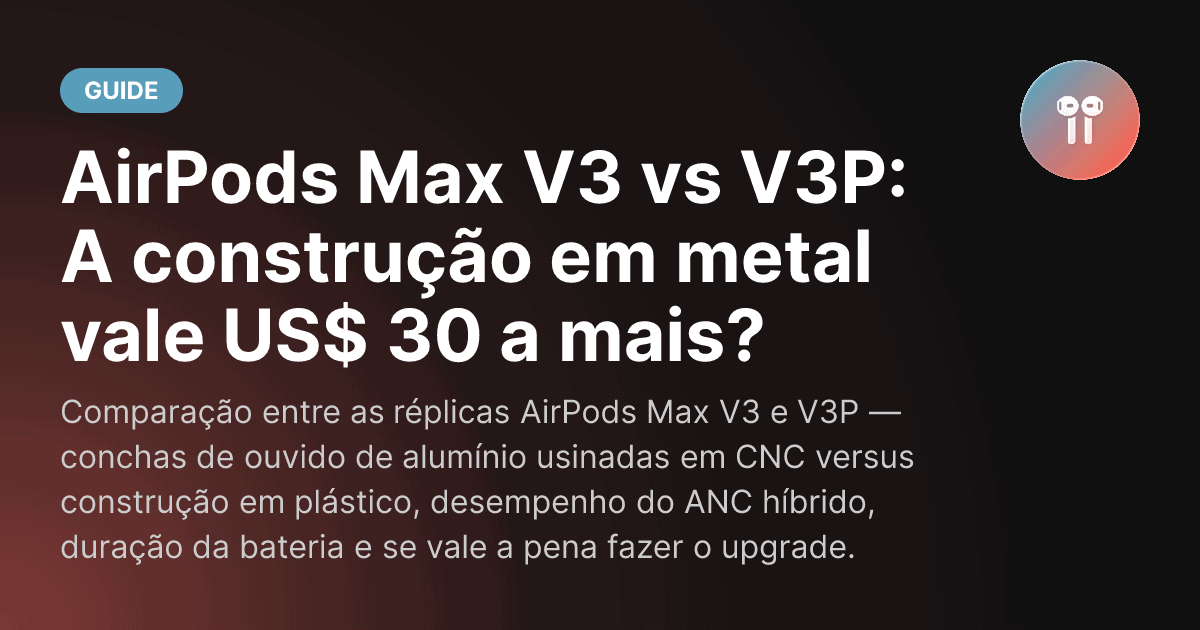 GUIDE
AirPods Max V3 vs V3P:
A construção em metal
vale US$ 30 a mais?
Comparação entre as réplicas AirPods Max V3 e V3P —
conchas de ouvido de alumínio usinadas em CNC versus
construção em plástico, desempenho do ANC híbrido,
duração da bateria e se vale a pena fazer o upgrade.